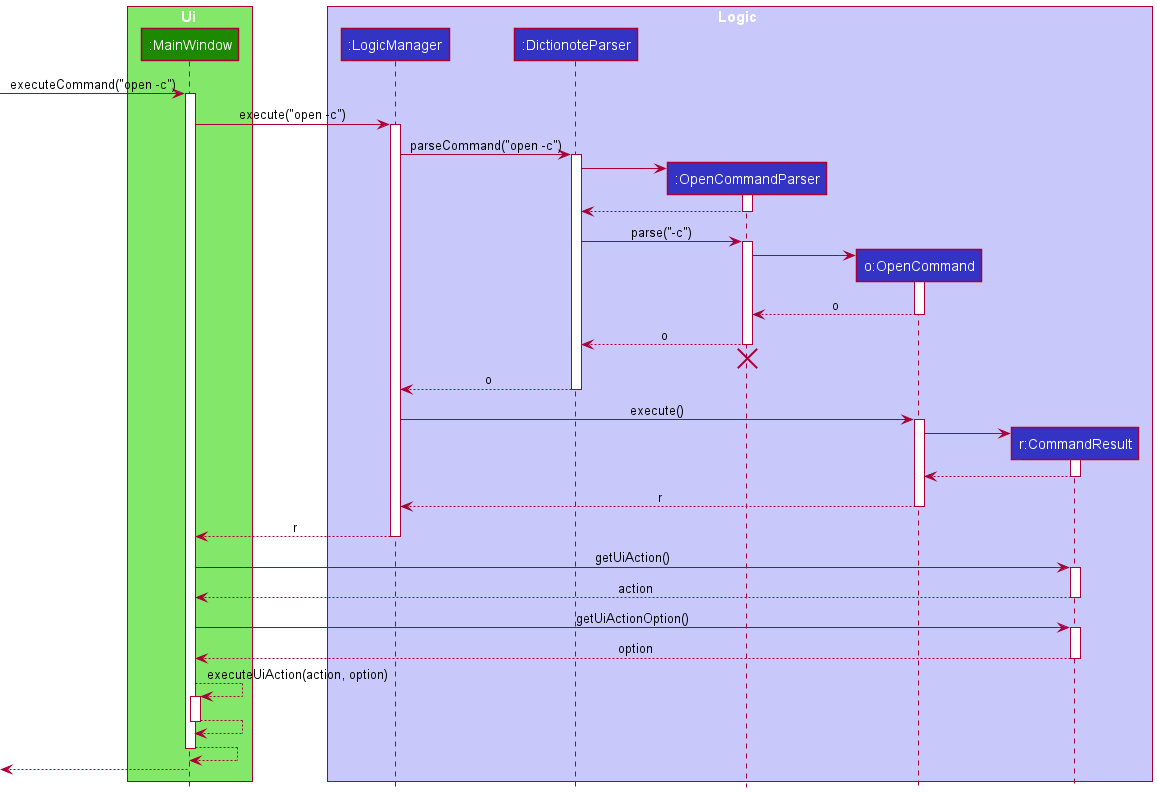 Ui
Logic
:MainWindow
:LogicManager
:DictionoteParser
executeCommand("open -c")
execute("open -c")
parseCommand("open -c")
:OpenCommandParser
parse("-c")
o:OpenCommand
o
o
o
execute()
r:CommandResult
r
r
getUiAction()
action
getUiActionOption()
option
executeUiAction(action, option)